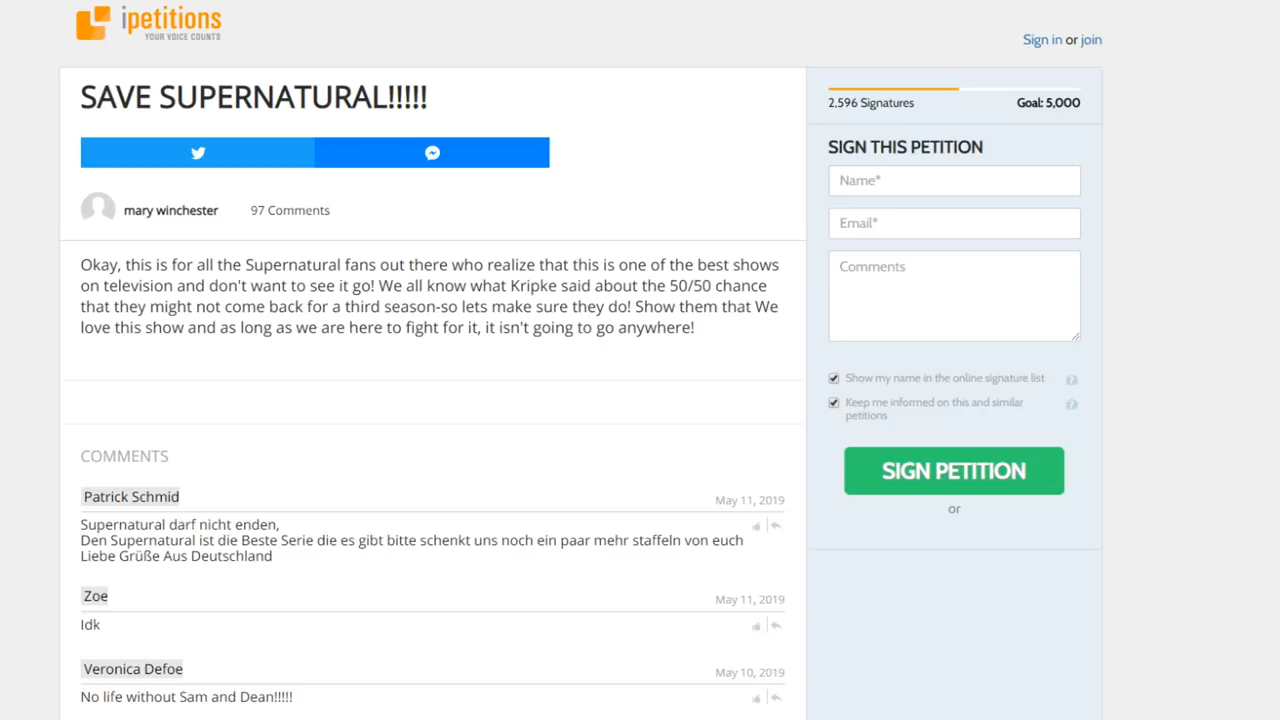 ipetitions
YOUR VOICE COUNTS
Sign in or join
SAVE SUPERNATURAL!!!!!
mary winchester 97 Comments
Okay, this is for all the Supernatural fans out there who realize that this is one of the best shows
on television and don't want to see it go! We all know what Kripke said about the 50/50 chance
that they might not come back for a third season-so lets make sure they do! Show them that We
love this show and as long as we are here to fight for it, it isn't going to go anywhere!
COMMENTS
Patrick Schmid May 11, 2019
Supernatural darf nicht enden,
Den Supernatural ist die Beste Serie die es gibt bitte schenkt uns noch ein paar mehr staffeln von euch
Liebe Grüße Aus Deutschland
Zoe May 11, 2019
Idk
Veronica Defoe May 10, 2019
No life without Sam and Dean!!!!!
2,596 Signatures Goal: 5,000
SIGN THIS PETITION
Name*
Email*
Comments
Show my name in the online signature list ?
Keep me informed on this and similar ?
petitions
SIGN PETITION
or